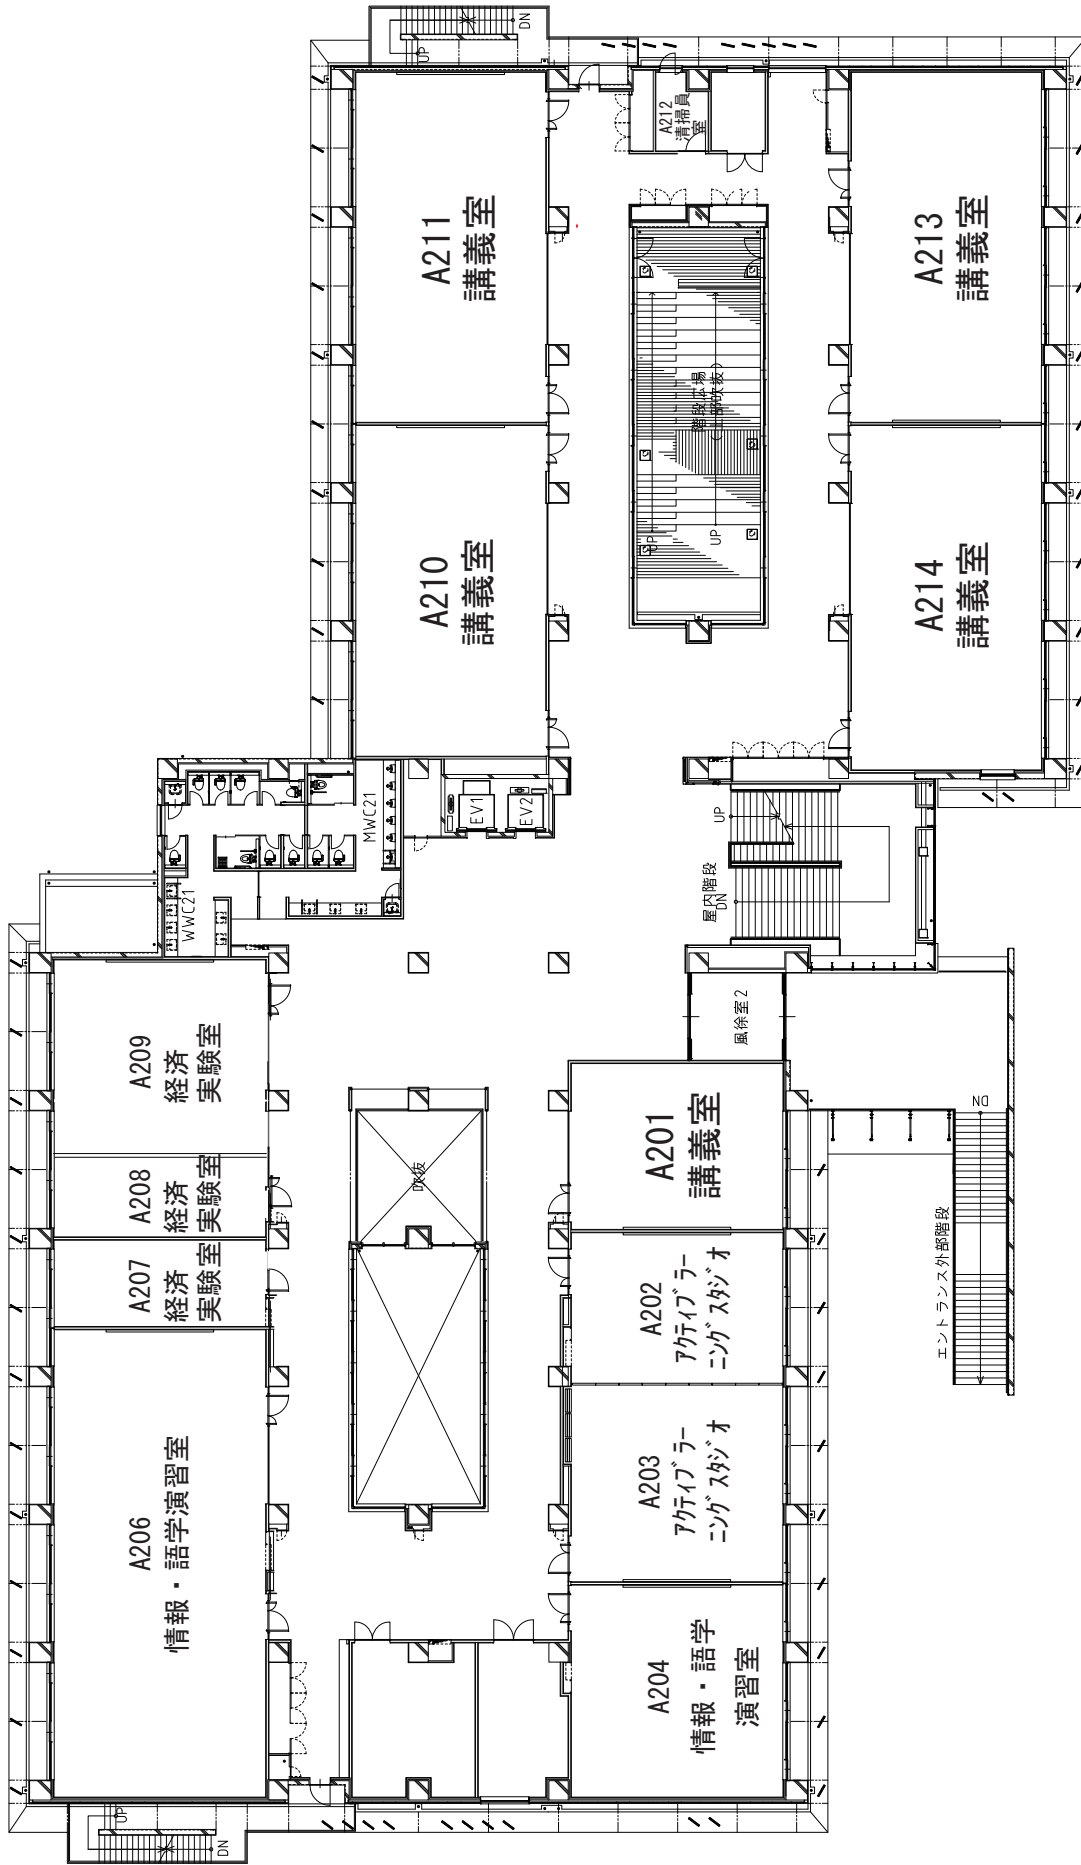 A206
情報・語学演習室
A207
経済
実験室
A208
経済
実験室
A209
経済
実験室
WWC21
MWC21
EV1
EV2
A210
講義室
A211
講義室
A212
清掃員
室
UP
DN
階段広場
(上部吹抜)
UP
UP
A204
情報・語学
演習室
A203
アクティブラー
ニングスタジオ
A202
アクティブラー
ニングスタジオ
A201
講義室
吹抜
風除室2
屋内階段
DN
UP
A214
講義室
A213
講義室
エントランス外部階段
DN
UP
DN